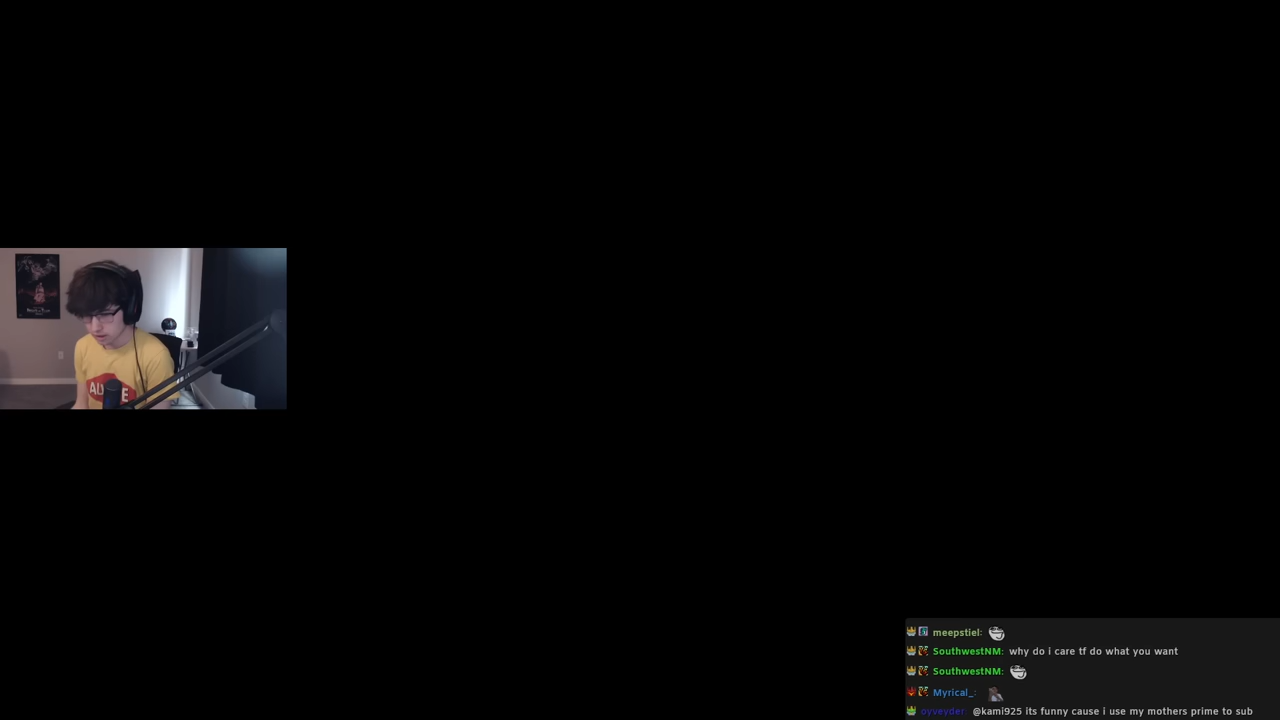 meepstiel:
SouthwestNM: why do i care tf do what you want
SouthwestNM:
Myrical_:
oyveyder: @kami925 its funny cause i use my mothers prime to sub